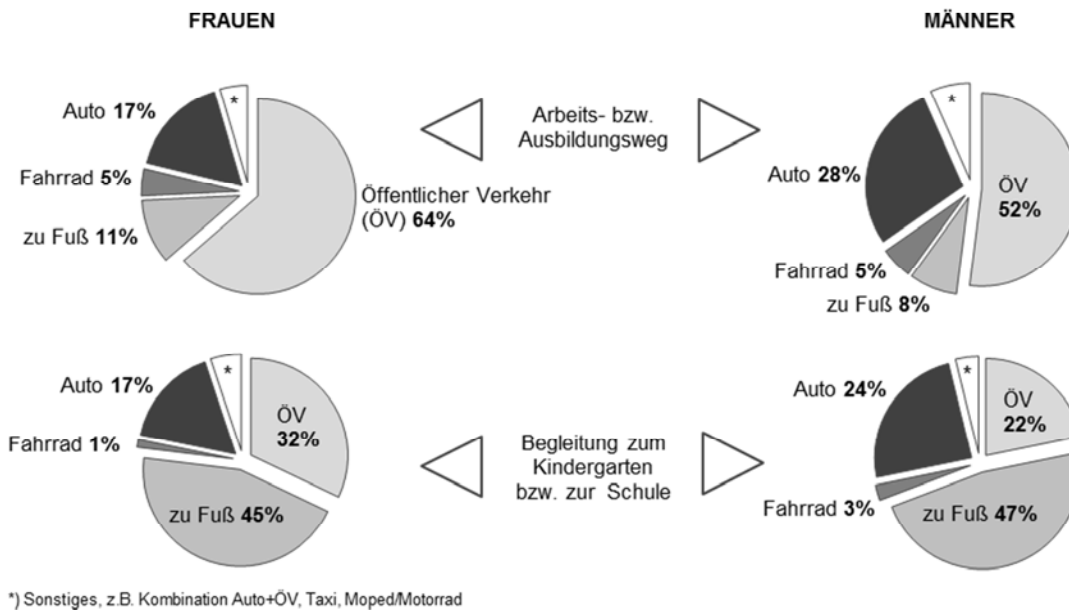 FRAUEN
MÄNNER
Auto 17%
*
Fahrrad 5%
zu Fuß 11%
Öffentlicher Verkehr
(ÖV) 64%
Arbeits- bzw.
Ausbildungsweg
Auto 28%
*
ÖV
52%
Fahrrad 5%
zu Fuß 8%
Auto 17%
*
ÖV
32%
Fahrrad 1%
zu Fuß 45%
Begleitung zum
Kindergarten
bzw. zur Schule
Auto 24%
*
ÖV
22%
Fahrrad 3%
zu Fuß 47%
*) Sonstiges, z.B. Kombination Auto+ÖV, Taxi, Moped/Motorrad